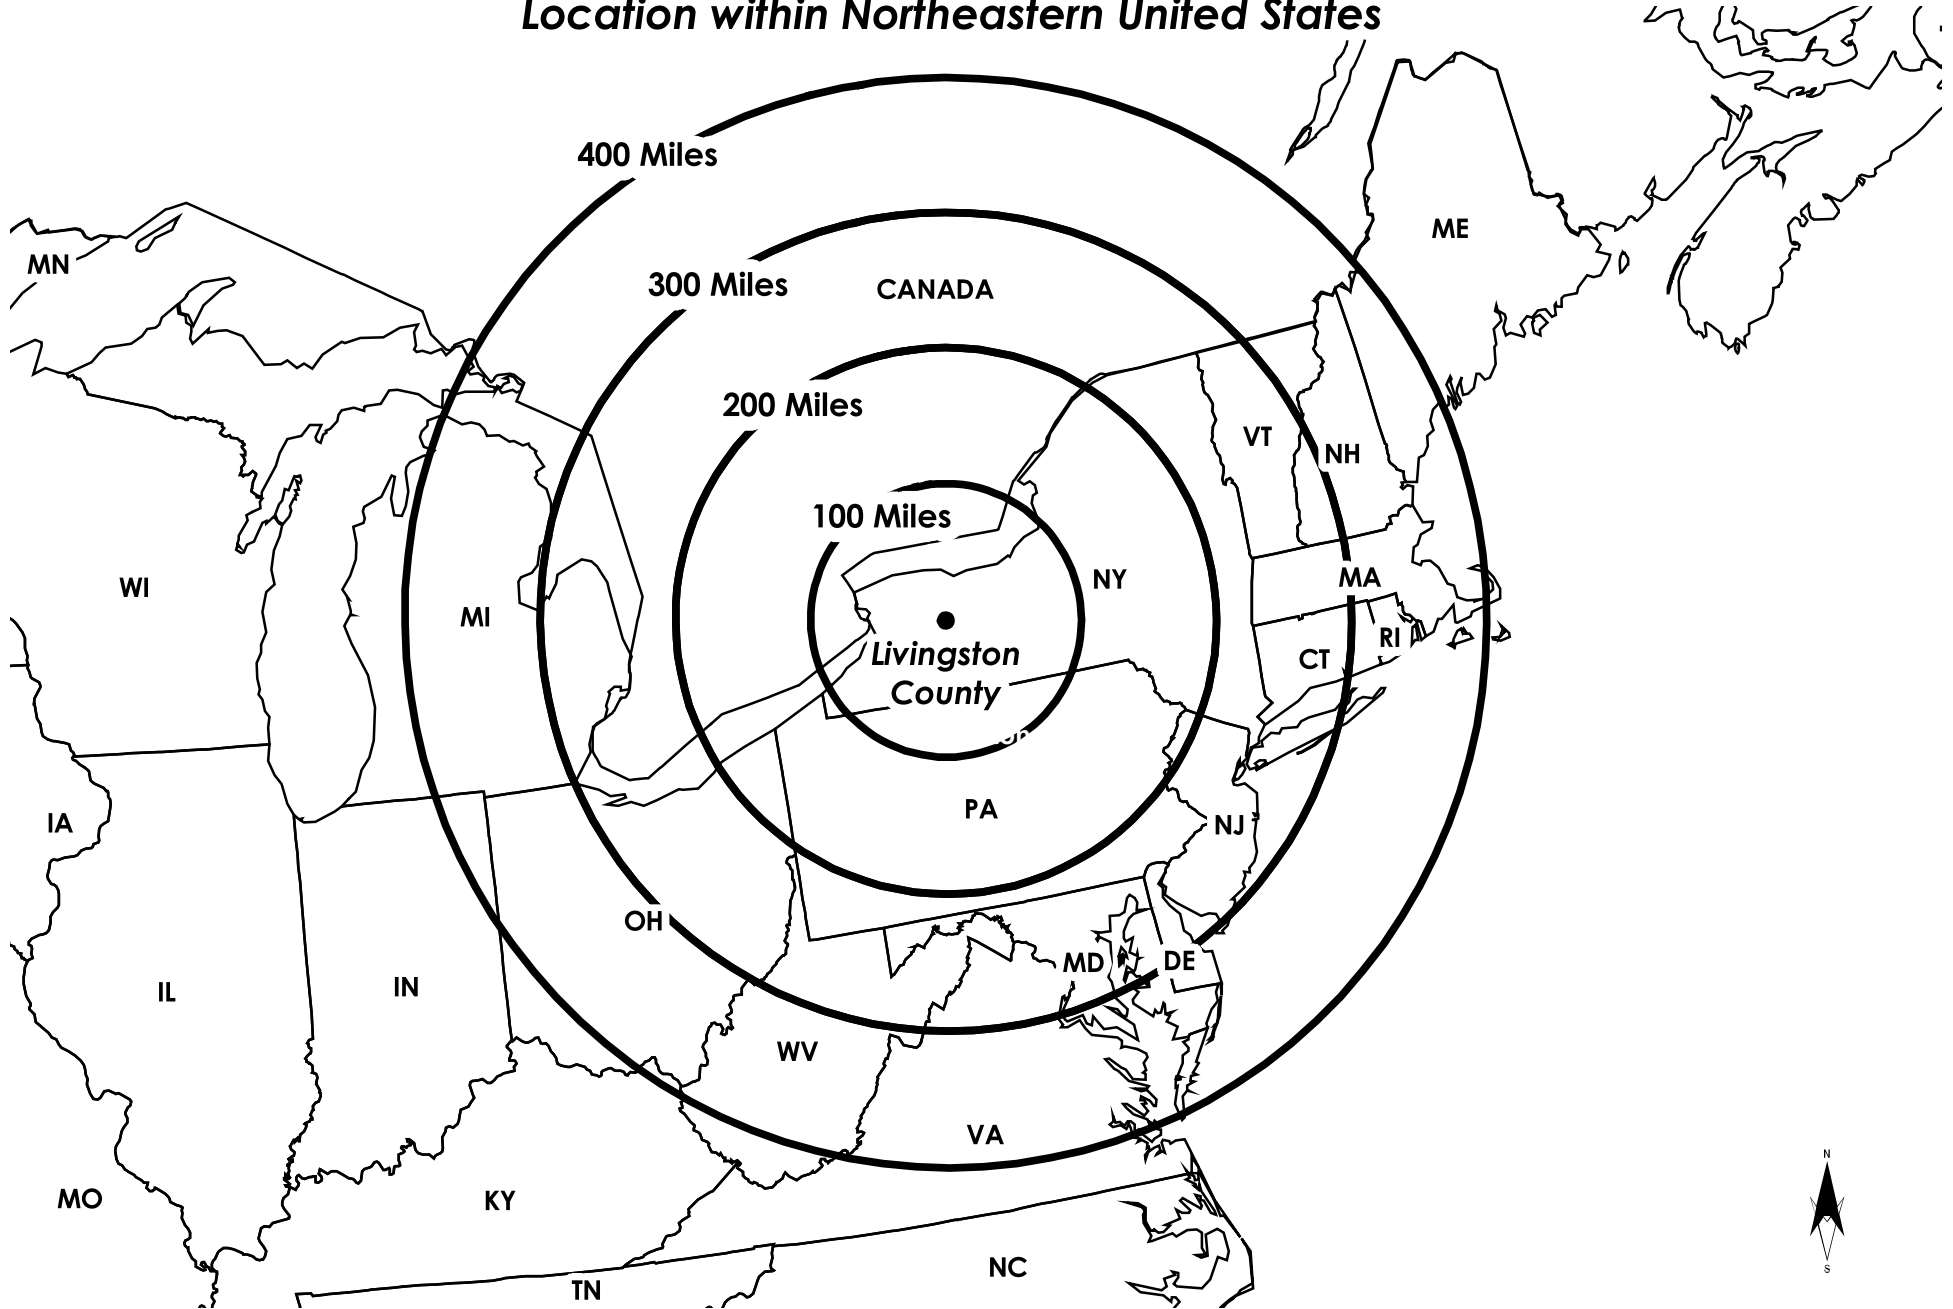 Location within Northeastern United States
400 Miles
ME
MN
300 Miles
CANADA
200 Miles
VT
NH
100 Miles
NY
MA
WI
MI
RI
Livingston
CT
County
PA
IA
NJ
OH
MD
DE
IL
IN
WV
VA
N
MO
KY
NC
S
TN